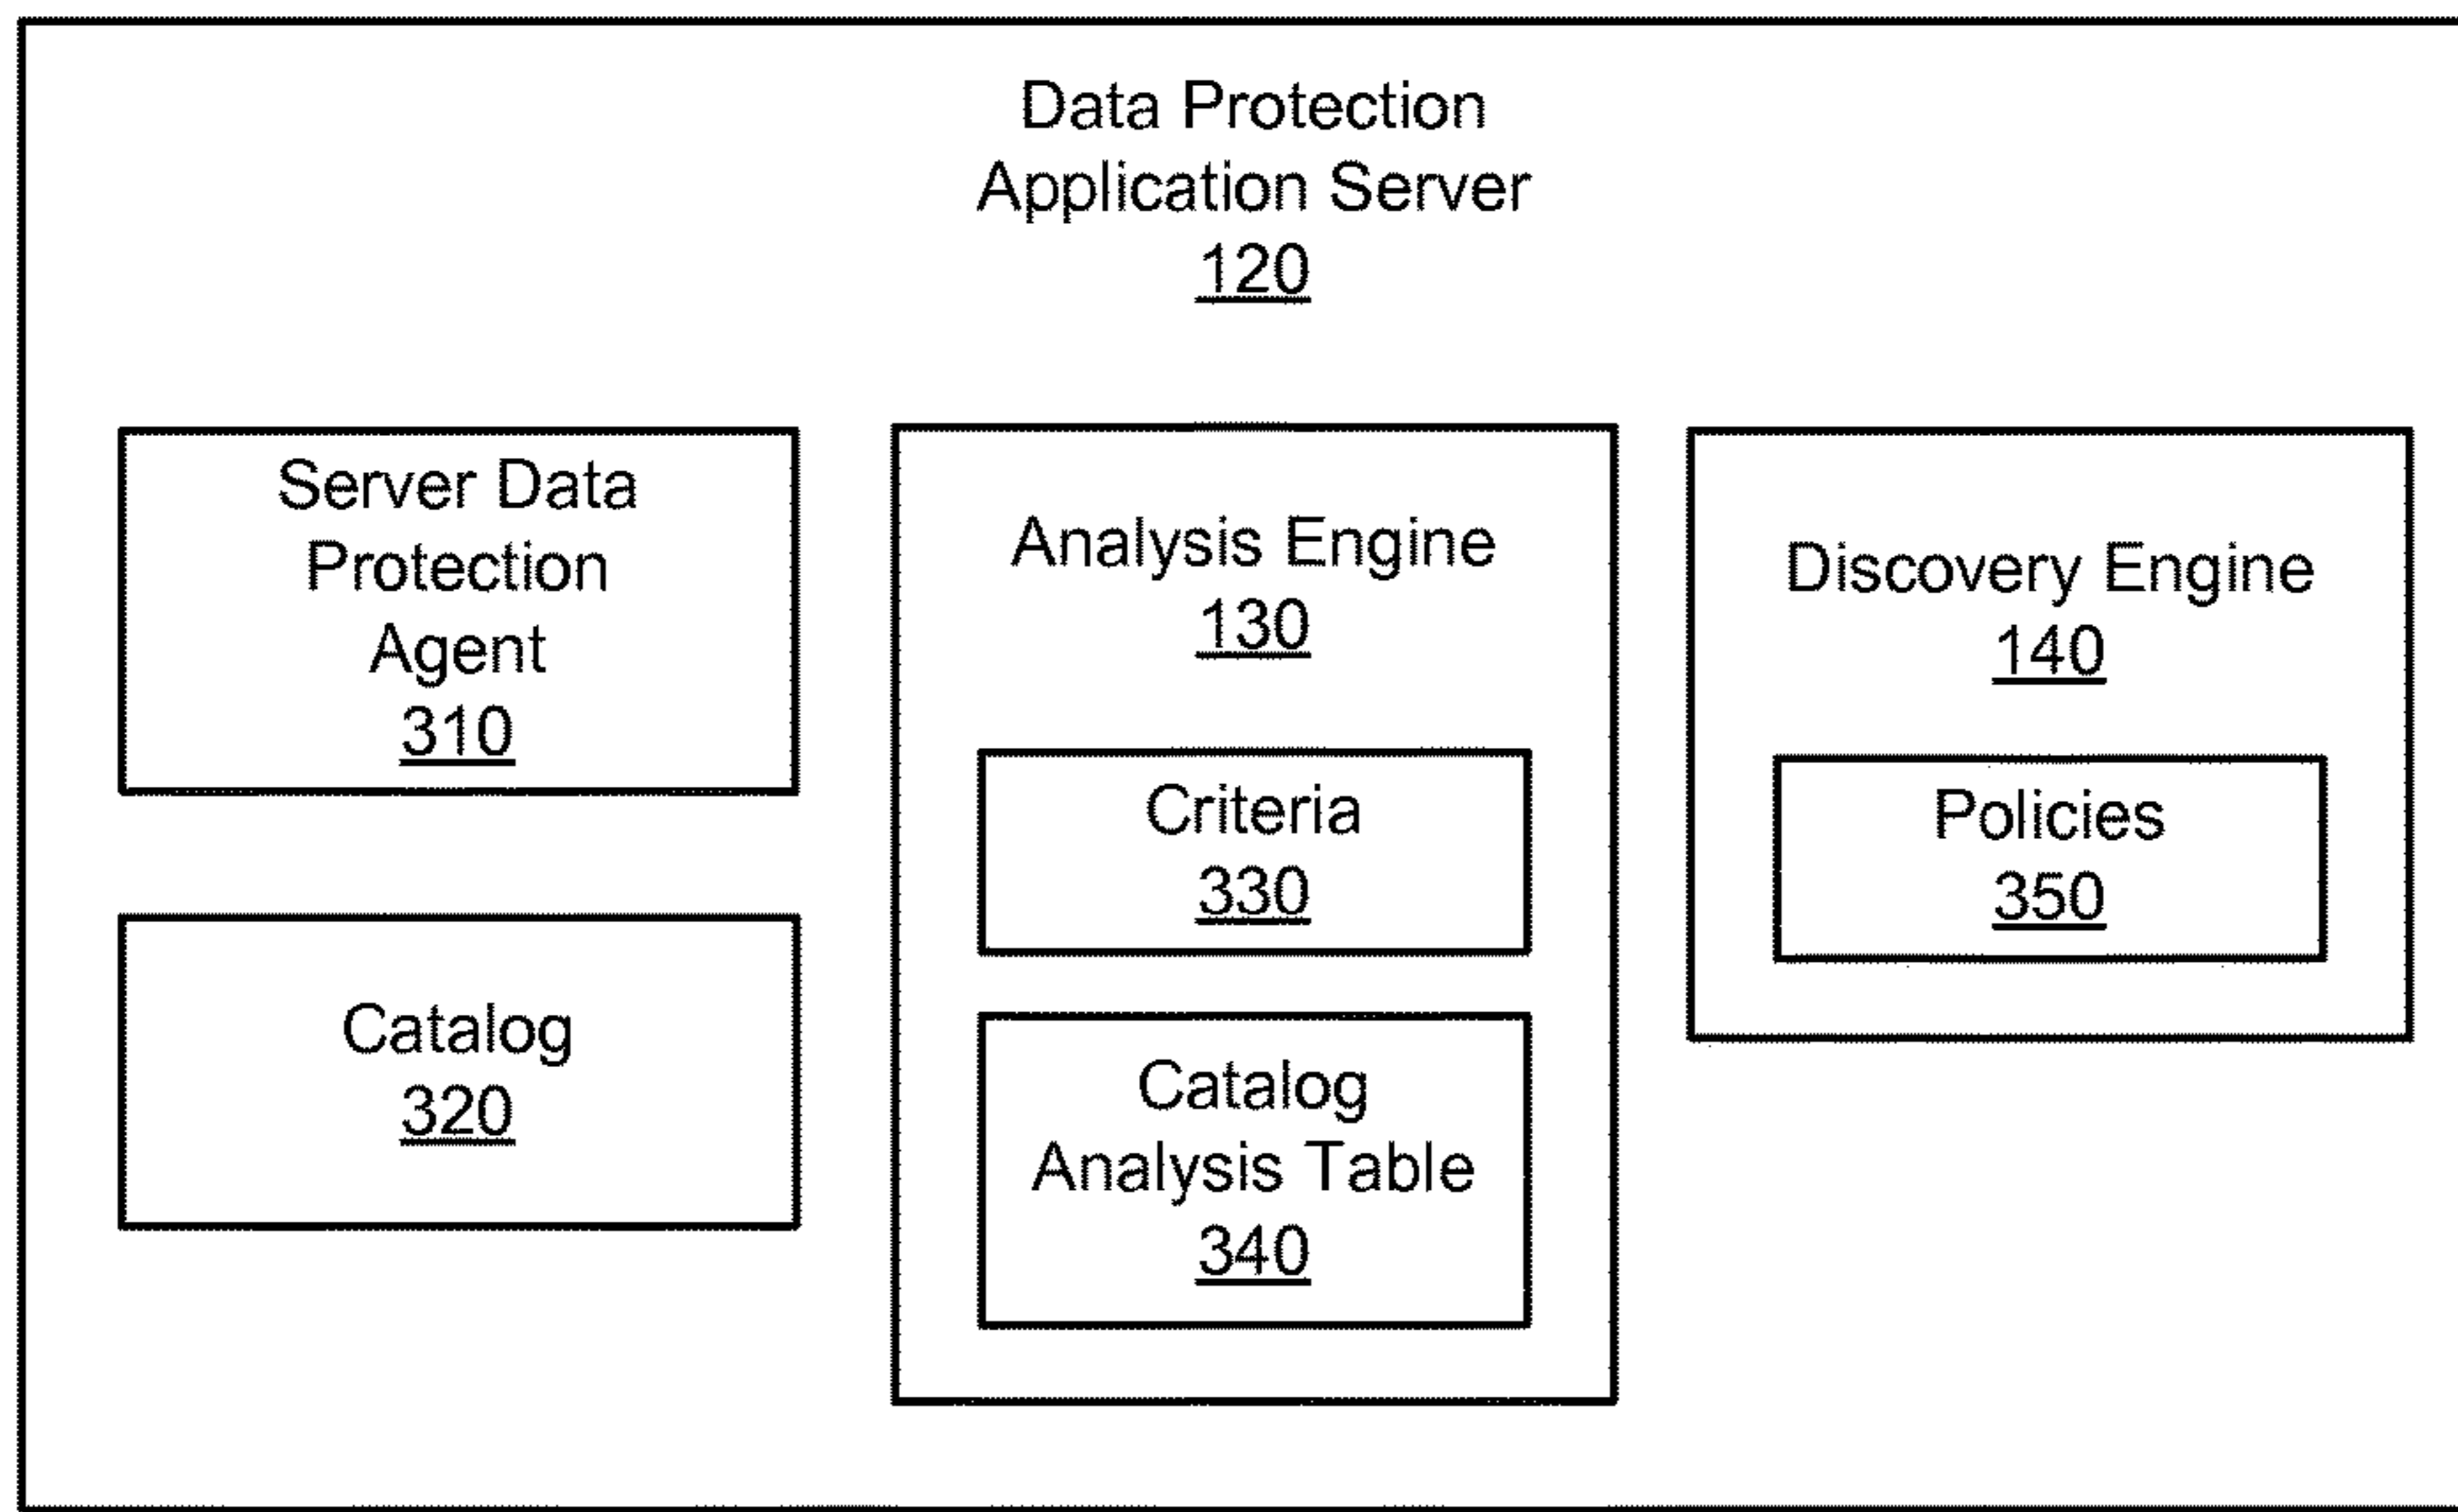 Data Protection
Application Server
120
Server Data
Protection
Agent
310
Catalog
320
Analysis Engine
130
Criteria
330
Catalog
Analysis Table
340
Discovery Engine
140
Policies
350